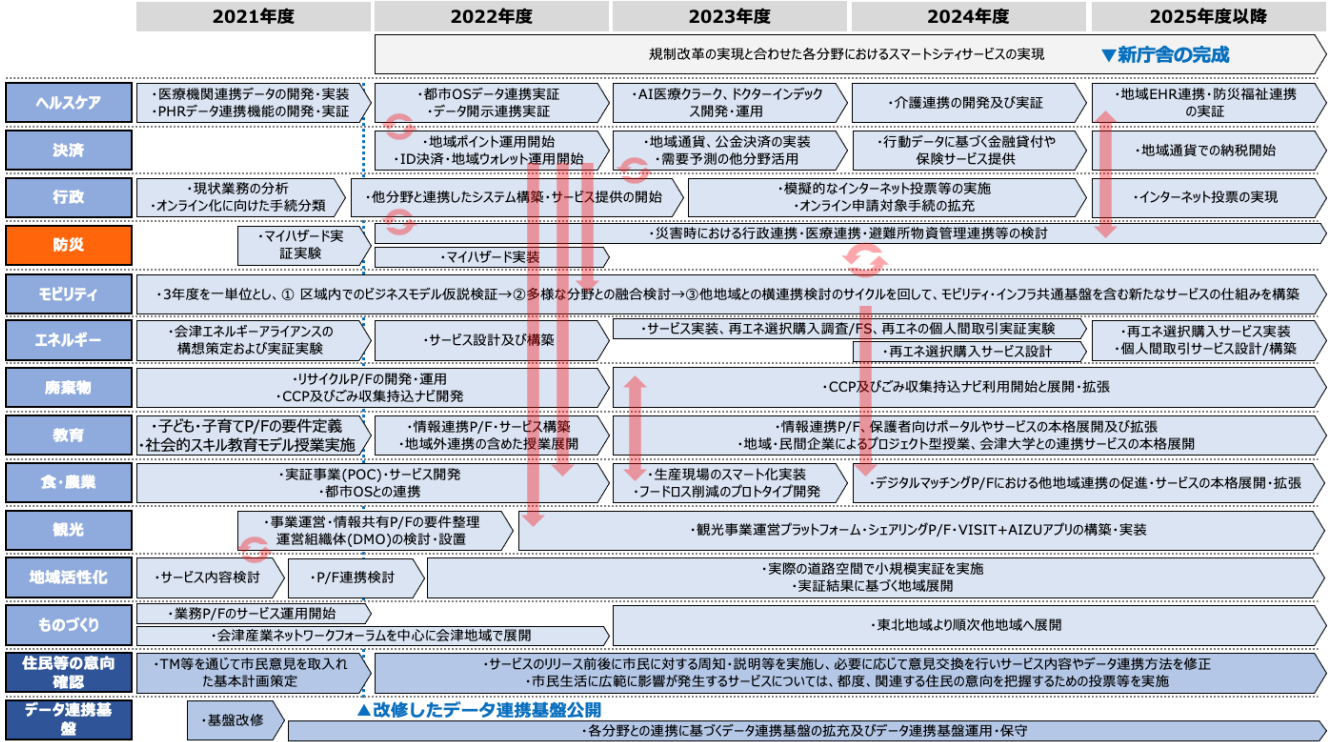 2021年度
2022年度
2023年度
2024年度
2025年度以降
規制改革の実現と合わせた各分野におけるスマートシティサービスの実現
▼新庁舎の完成
ヘルスケア
・医療機関連携データの開発・実装
・PHRデータ連携機能の開発・実証
・都市OSデータ連携実証
・データ開示連携実証
・AI医療クラーク、ドクターインデック
ス開発・運用
・介護連携の開発及び実証
・地域EHR連携・防災福祉連携
の実証
決済
・地域ポイント運用開始
・ID決済・地域ウォレット運用開始
・地域通貨、公金決済の実装
・需要予測の他分野活用
・行動データに基づく金融貸付や
保険サービス提供
・地域通貨での納税開始
行政
・現状業務の分析
・オンライン化に向けた手続分類
・他分野と連携したシステム構築・サービス提供の開始
・模擬的なインターネット投票等の実施
・オンライン申請対象手続の拡充
・インターネット投票の実現
防災
・マイハザード実
証実験
・災害時における行政連携・医療連携・避難所物資管理連携等の検討
・マイハザード実装
モビリティ
・3年度を一単位とし、① 区域内でのビジネスモデル仮説検証→②多様な分野との融合検討→③他地域との横連携検討のサイクルを回して、モビリティ・インフラ共通基盤を含む新たなサービスの仕組みを構築
エネルギー
・会津エネルギーアライアンスの
構想策定および実証実験
・サービス設計及び構築
・サービス実装、再エネ選択購入調査/FS、再エネの個人間取引実証実験
・再エネ選択購入サービス設計
・再エネ選択購入サービス実装
・個人間取引サービス設計/構築
廃棄物
・リサイクルP/Fの開発・運用
・CCP及びごみ収集持込ナビ開発
・CCP及びごみ収集持込ナビ利用開始と展開・拡張
教育
・子ども・子育てP/Fの要件定義
・社会的スキル教育モデル授業実施
・情報連携P/F・サービス構築
・地域外連携の含めた授業展開
・情報連携P/F、保護者向けポータルやサービスの本格展開及び拡張
・地域・民間企業によるプロジェクト型授業、会津大学との連携サービスの本格展開
食・農業
・実証事業(POC)・サービス開発
・都市OSとの連携
・生産現場のスマート化実装
・フードロス削減のプロトタイプ開発
・デジタルマッチングP/Fにおける他地域連携の促進・サービスの本格展開・拡張
観光
・事業運営・情報共有P/Fの要件整理
運営組織体(DMO)の検討・設置
・観光事業運営プラットフォーム・シェアリングP/F・VISIT+AIZUアプリの構築・実装
地域活性化
・サービス内容検討
・P/F連携検討
・実際の道路空間で小規模実証を実施
・実証結果に基づく地域展開
ものづくり
・業務P/Fのサービス運用開始
・会津産業ネットワークフォーラムを中心に会津地域で展開
・東北地域より順次他地域へ展開
住民等の意向
確認
・TM等を通じて市民意見を取入れ
た基本計画策定
・サービスのリリース前後に市民に対する周知・説明等を実施し、必要に応じて意見交換を行いサービス内容やデータ連携方法を修正
・市民生活に広範に影響が発生するサービスについては、都度、関連する住民の意向を把握するための投票等を実施
データ連携基
盤
・基盤改修
▲改修したデータ連携基盤公開
・各分野との連携に基づくデータ連携基盤の拡充及びデータ連携基盤運用・保守